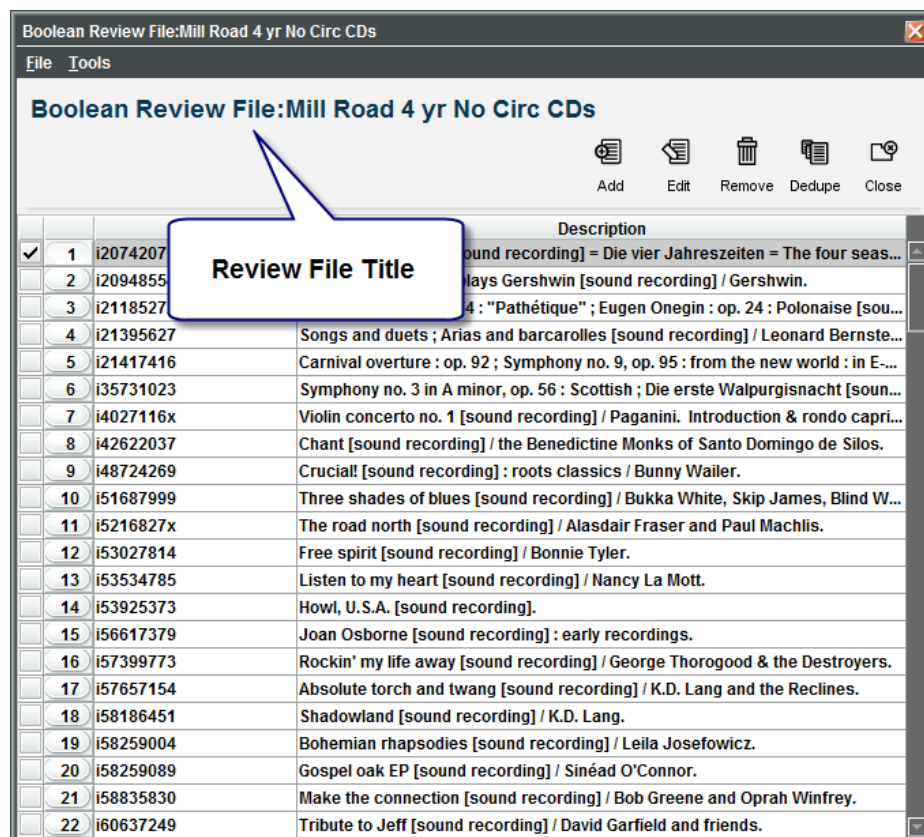 Boolean Review File:Mill Road 4 yr No Circ CDs
File Tools
Boolean Review File:Mill Road 4 yr No Circ CDs
Add Edit Remove Dedupe Close
Description
Review File Title
1 i2074207 ound recording] = Die vier Jahreszeiten = The four seas...
2 i2094855 lays Gershwin [sound recording] / Gershwin.
3 i2118527 4 : "Pathétique" ; Eugen Onegin : op. 24 : Polonaise [sou...
4 i21395627 Songs and duets ; Arias and barcarolles [sound recording] / Leonard Bernste...
5 i21417416 Carnival overture : op. 92 ; Symphony no. 9, op. 95 : from the new world : in E-...
6 i35731023 Symphony no. 3 in A minor, op. 56 : Scottish ; Die erste Walpurgisnacht [soun...
7 i4027116x Violin concerto no. 1 [sound recording] / Paganini. Introduction & rondo capri...
8 i42622037 Chant [sound recording] / the Benedictine Monks of Santo Domingo de Silos.
9 i48724269 Crucial! [sound recording] : roots classics / Bunny Wailer.
10 i51687999 Three shades of blues [sound recording] / Bukka White, Skip James, Blind W...
11 i5216827x The road north [sound recording] / Alasdair Fraser and Paul Machlis.
12 i53027814 Free spirit [sound recording] / Bonnie Tyler.
13 i53534785 Listen to my heart [sound recording] / Nancy La Mott.
14 i53925373 Howl, U.S.A. [sound recording].
15 i56617379 Joan Osborne [sound recording] : early recordings.
16 i57399773 Rockin' my life away [sound recording] / George Thorogood & the Destroyers.
17 i57657154 Absolute torch and twang [sound recording] / K.D. Lang and the Reclines.
18 i58186451 Shadowland [sound recording] / K.D. Lang.
19 i58259004 Bohemian rhapsodies [sound recording] / Leila Josefowicz.
20 i58259089 Gospel oak EP [sound recording] / Sinéad O'Connor.
21 i58835830 Make the connection [sound recording] / Bob Greene and Oprah Winfrey.
22 i60637249 Tribute to Jeff [sound recording] / David Garfield and friends.